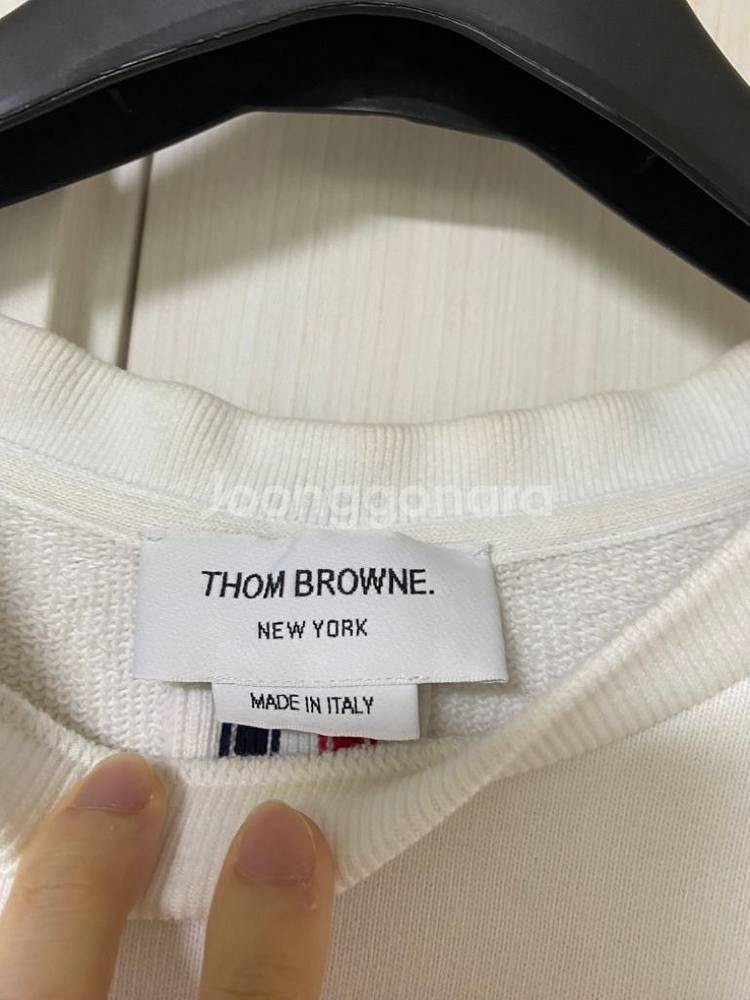 joonggonara
THOM BROWNE.
NEW YORK
MADE IN ITALY